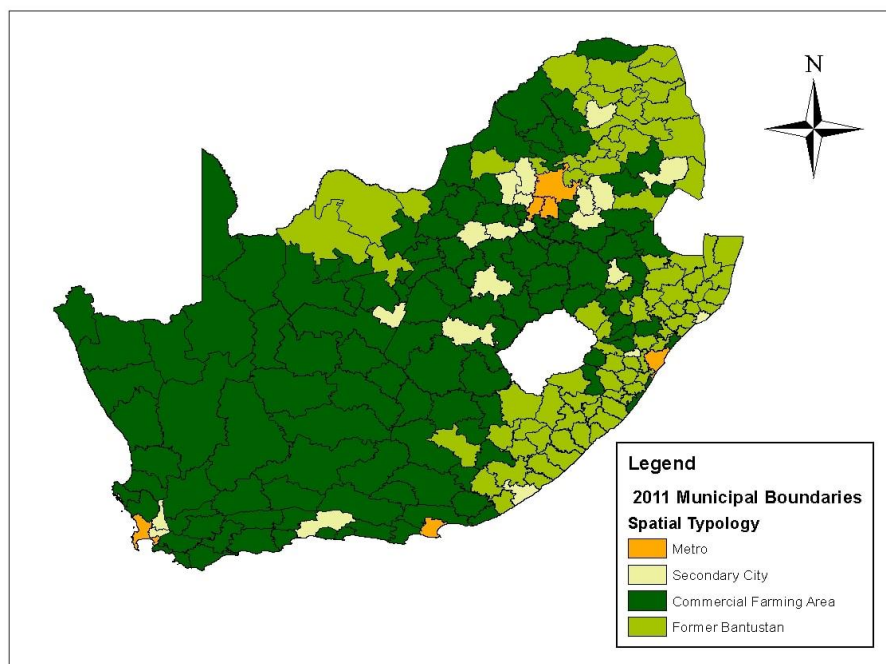 N
Legend
2011 Municipal Boundaries
Spatial Typology
Metro
Secondary City
Commercial Farming Area
Former Bantustan